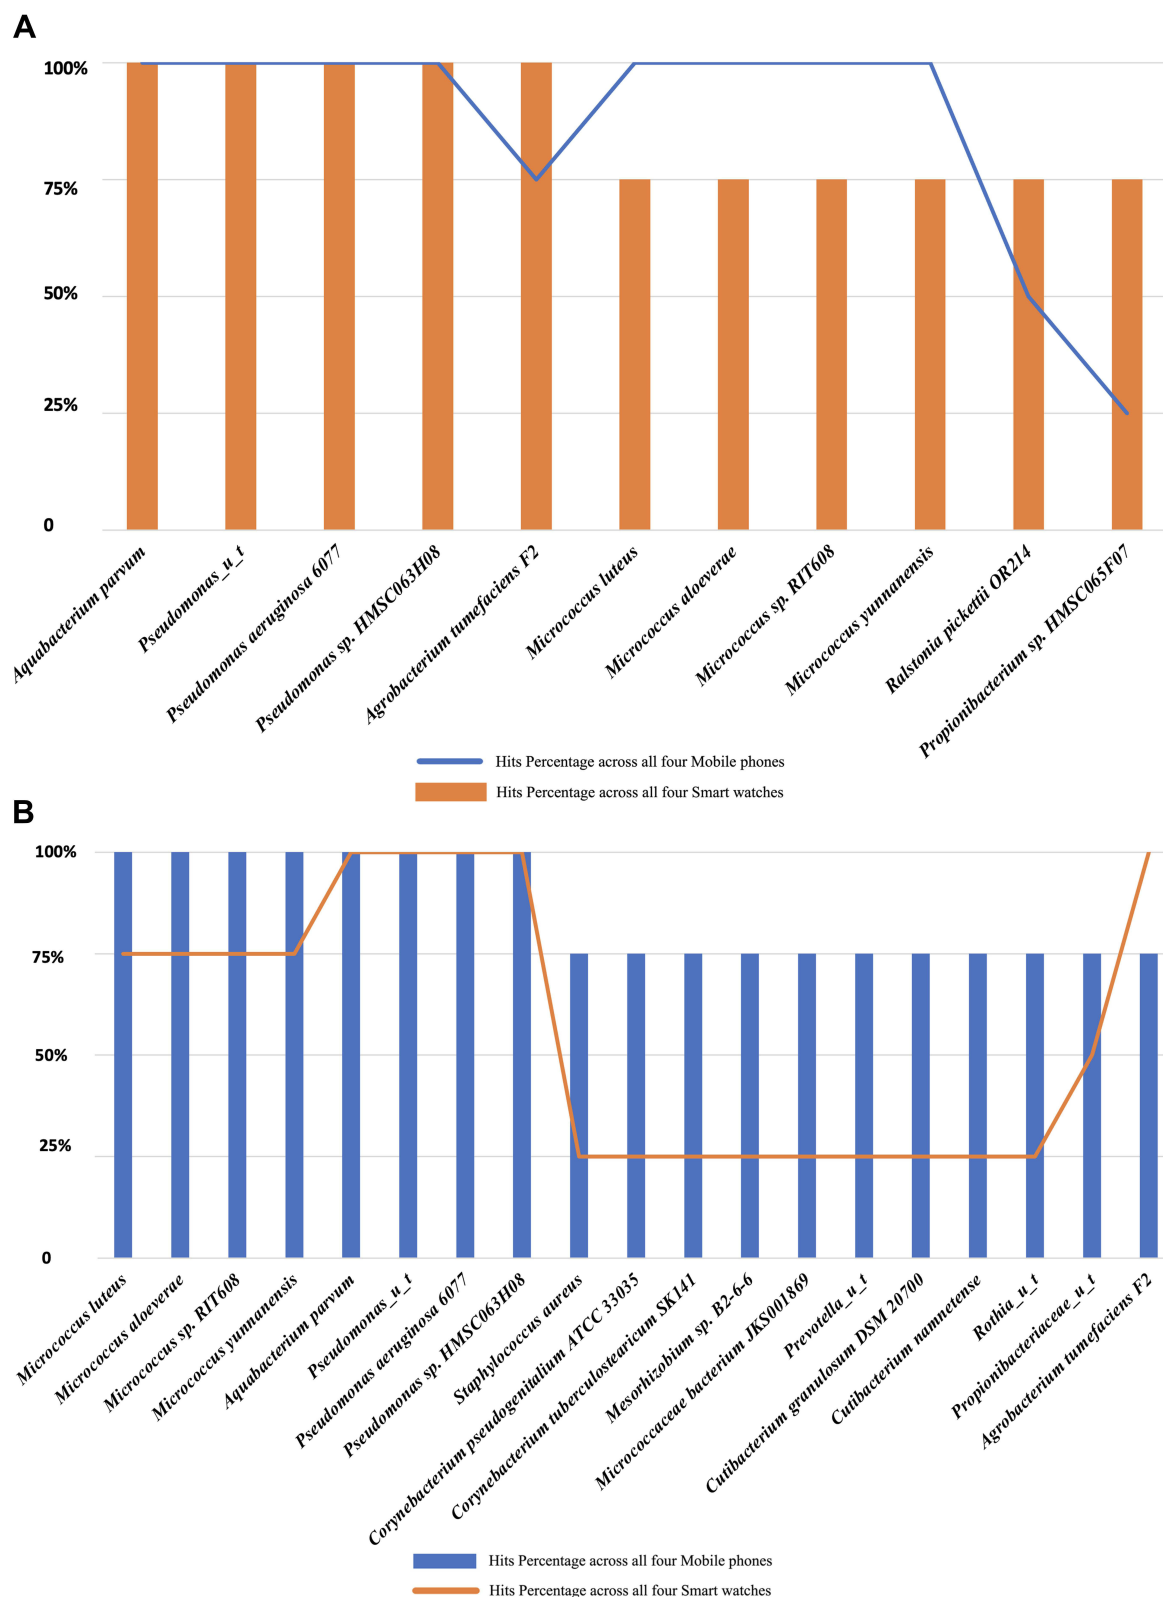 A
100%
75%
50%
25%
0
Aquabacterium parvum
Pseudomonas_u_t
Pseudomonas aeruginosa 6077
Pseudomonas sp. HMSC063H08
Agrobacterium tumefaciens F2
Micrococcus luteus
Micrococcus aloeverae
Micrococcus sp. RIT608
Micrococcus yunnanensis
Ralstonia pickettii OR214
Propionibacterium sp. HMSC065F07
Hits Percentage across all four Mobile phones
Hits Percentage across all four Smart watches
B
100%
75%
50%
25%
0
Micrococcus luteus
Micrococcus aloeverae
Micrococcus sp. RIT608
Micrococcus yunnanensis
Aquabacterium parvum
Pseudomonas_u_t
Pseudomonas aeruginosa 6077
Pseudomonas sp. HMSC063H08
Staphylococcus aureus
Corynebacterium pseudogenitalium ATCC 33035
Corynebacterium tuberculostearicum SK141
Mesorhizobium sp. B2-6-6
Micrococcaceae bacterium JKS001869
Prevotella_u_t
Cutibacterium granulosum DSM 20700
Cutibacterium namnetense
Rothia_u_t
Propionibacteriaceae_u_t
Agrobacterium tumefaciens F2
Hits Percentage across all four Mobile phones
Hits Percentage across all four Smart watches